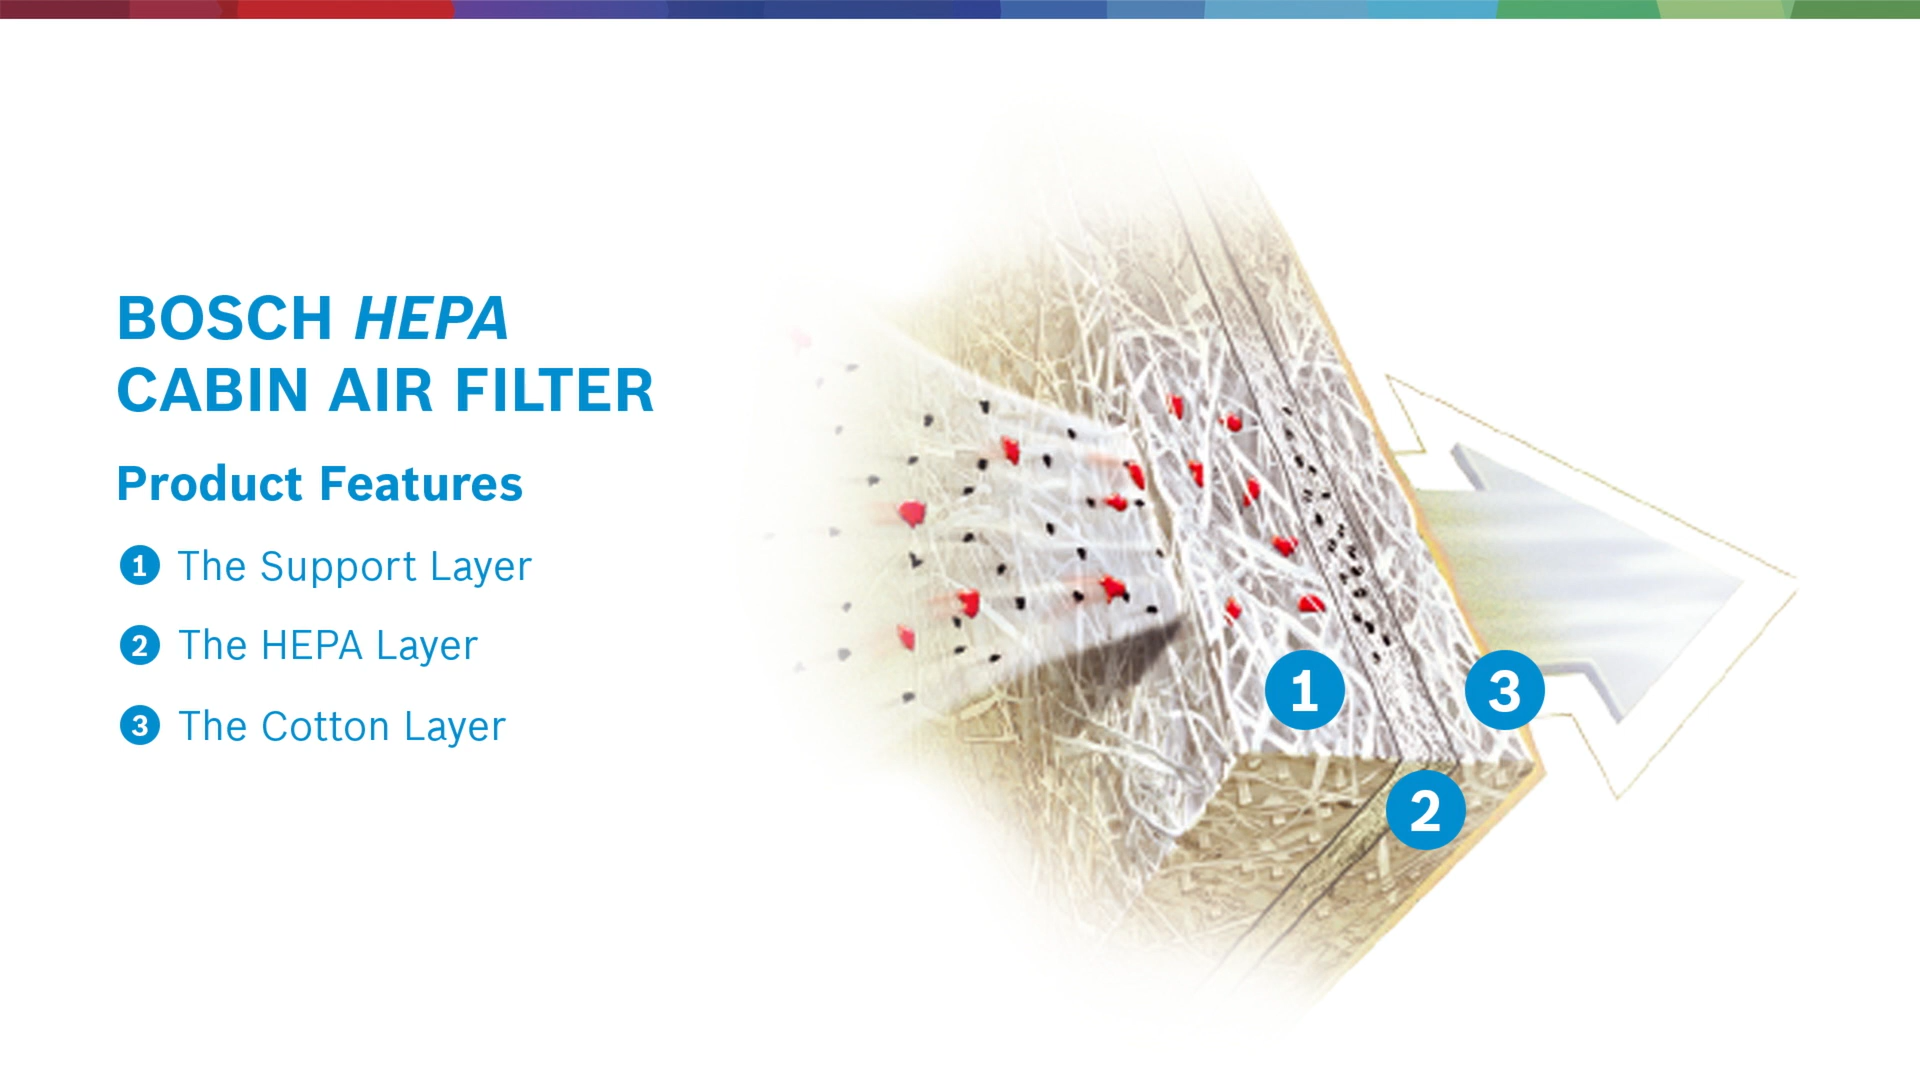 BOSCH HEPA
CABIN AIR FILTER
Product Features
1 The Support Layer
2 The HEPA Layer
3 The Cotton Layer
1
3
2